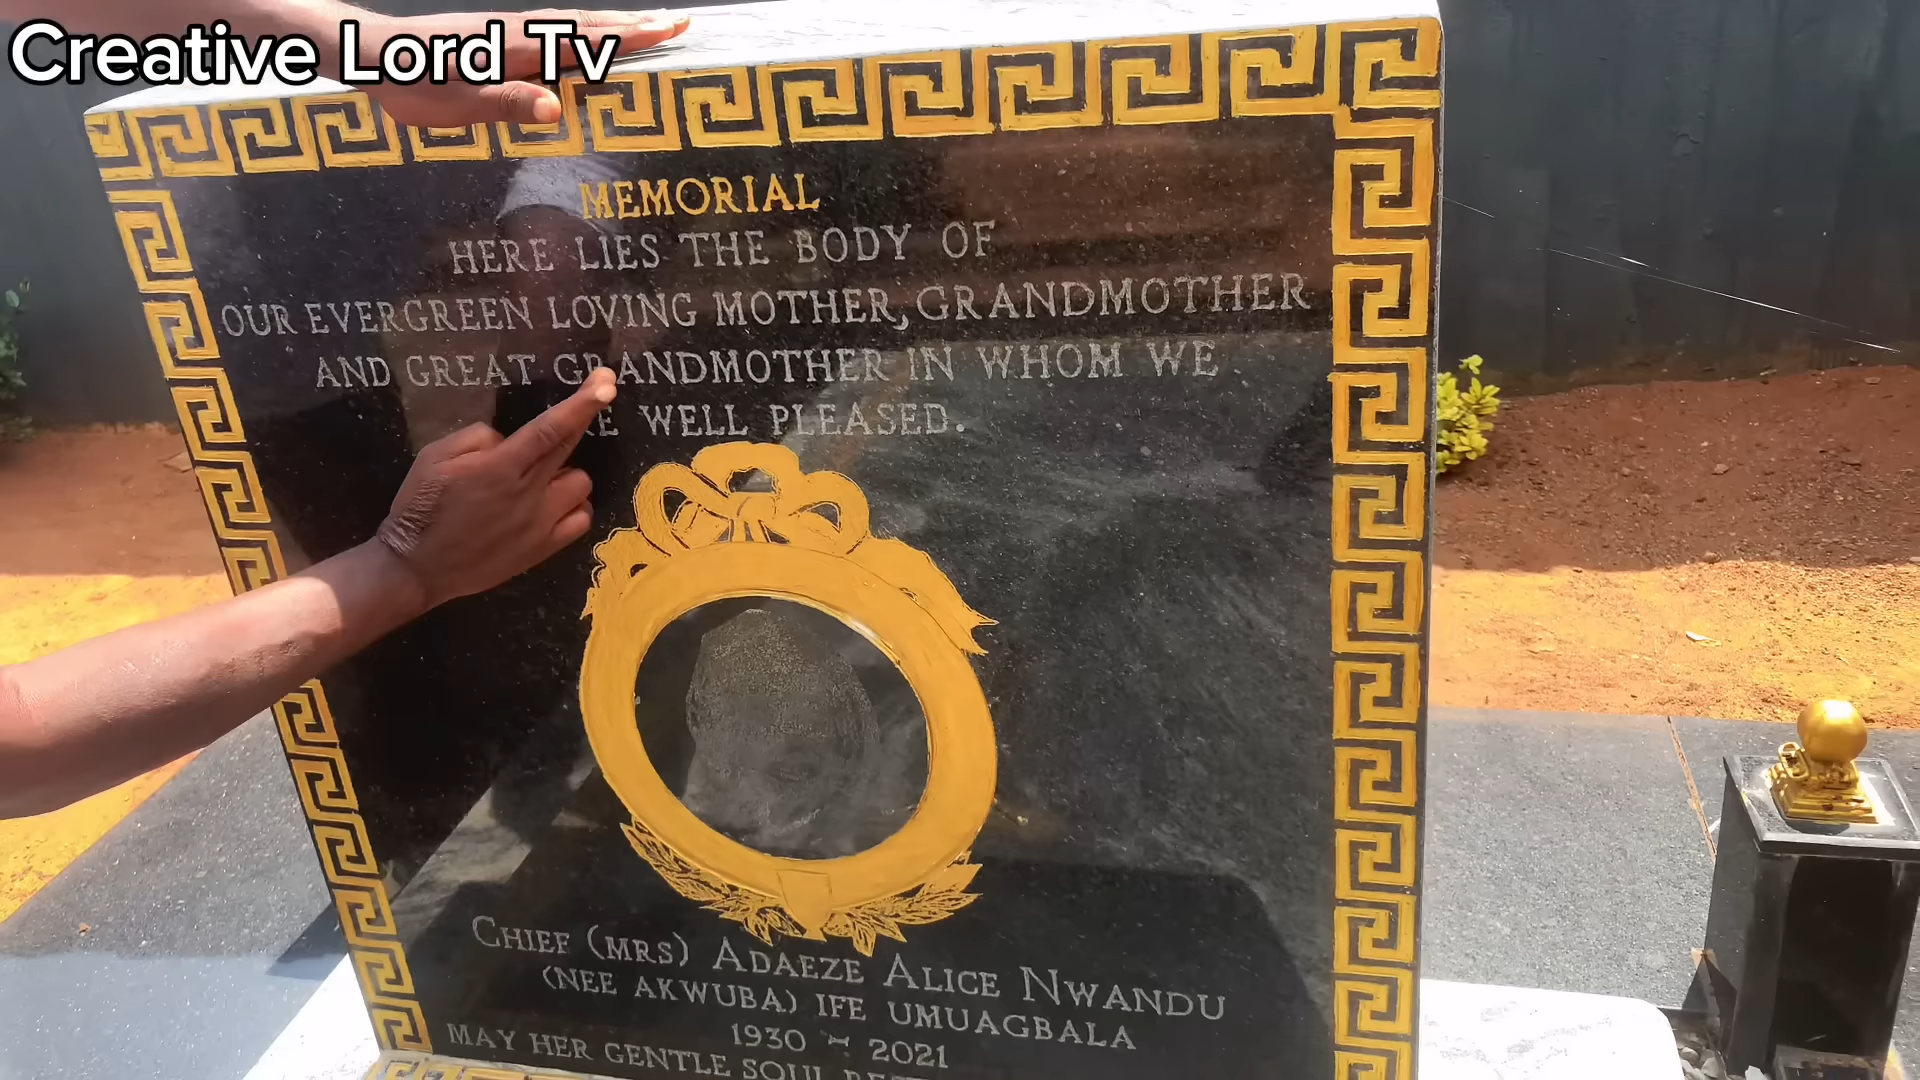 Creative Lord Tv
MEMORIAL
HERE LIES THE BODY OF
OUR EVERGREEN LOVING MOTHER, GRANDMOTHER
AND GREAT GRANDMOTHER IN WHOM WE
WELL PLEASED.
CHIEF (MRS) ADAEZE ALICE NWANDU
(NEE AKWUBA) IFE UMUAGBALA
1930 - 2021
MAY HER GENTLE SOUL